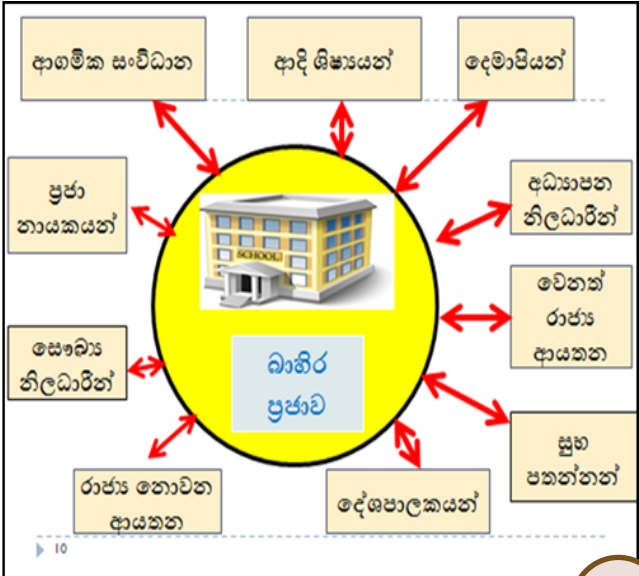 ආගමික සංවිධාන
ආදි ශිෂ්‍යයන්
දෙමාපියන්
ප්‍රජා
නායකයන්
SCHOOL
අධ්‍යාපන
නිලධාරීන්
වෙනත්
රාජ්‍ය
ආයතන
සෞඛ්‍ය
නිලධාරීන්
බාහිර
ප්‍රජාව
සුභ
පතන්නන්
රාජ්‍ය නොවන
ආයතන
දේශපාලකයන්
10